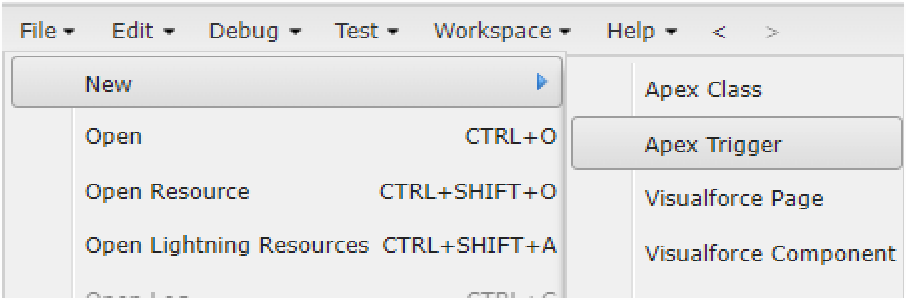 File Edit Debug Test Workspace Help < >
New
Apex Class
Open CTRL+O
Apex Trigger
Open Resource CTRL+SHIFT+O
Visualforce Page
Open Lightning Resources CTRL+SHIFT+A
Visualforce Component